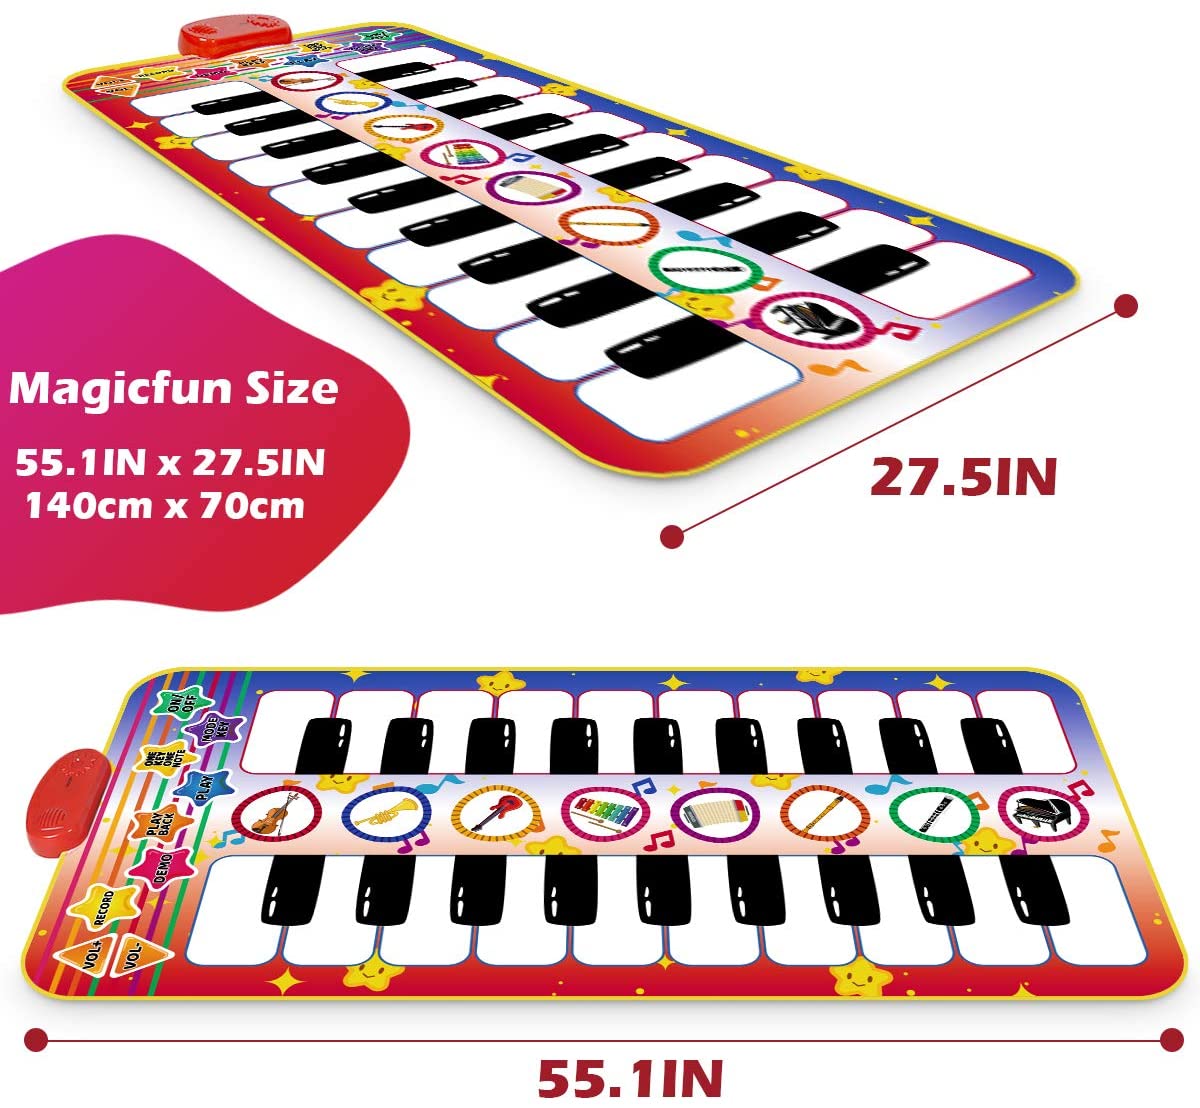 Magicfun Size
55.1IN x 27.5IN
140cm x 70cm
27.5IN
ON/
OFF
MODE
KEY
ONE
KEY
ONE
NOTE
PLAY
PLAY
BACK
DEMO
RECORD
VOL+
VOL-
55.1IN